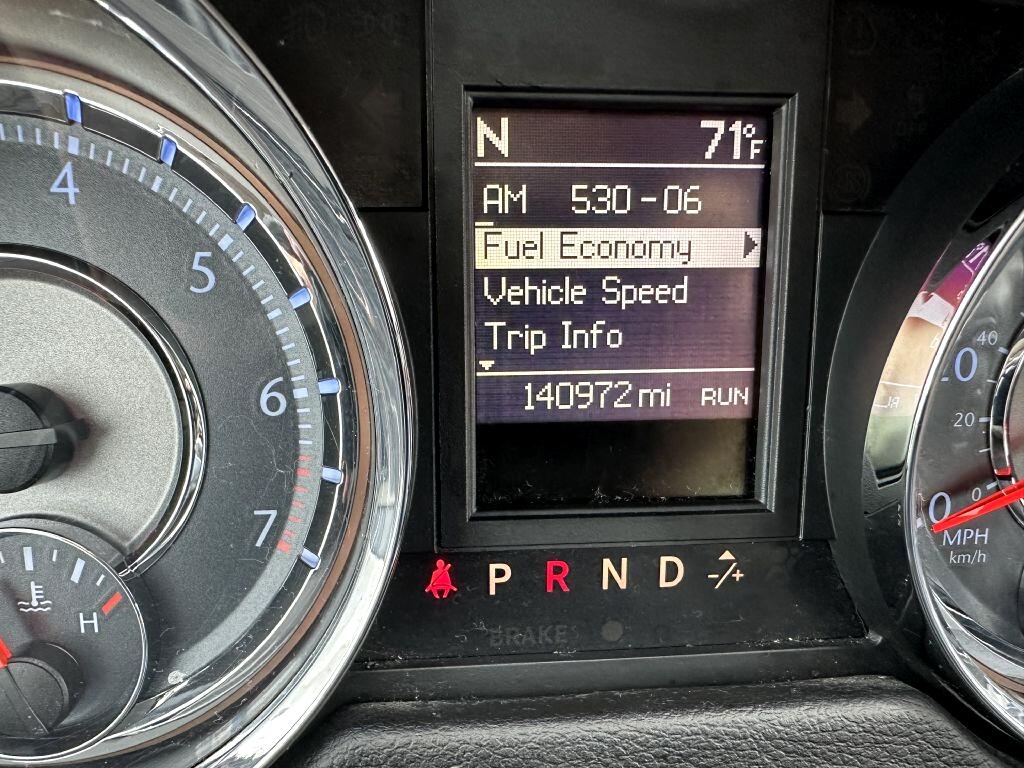 N 71°F
AM 530-06
Fuel Economy
Vehicle Speed
Trip Info
140972 mi RUN
4
5
6
7
H
P R N D -/+
BRAKE
40
20
0
0
MPH
km/h